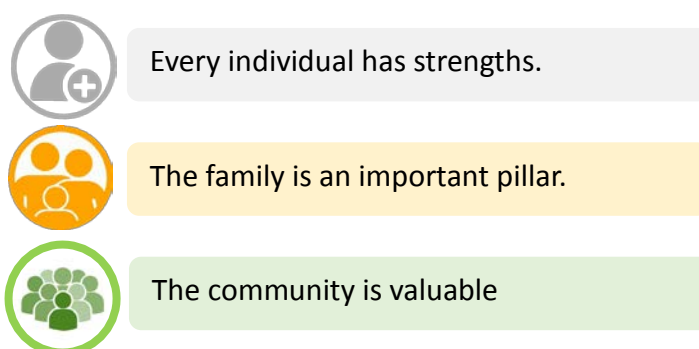 Every individual has strengths.
The family is an important pillar.
The community is valuable